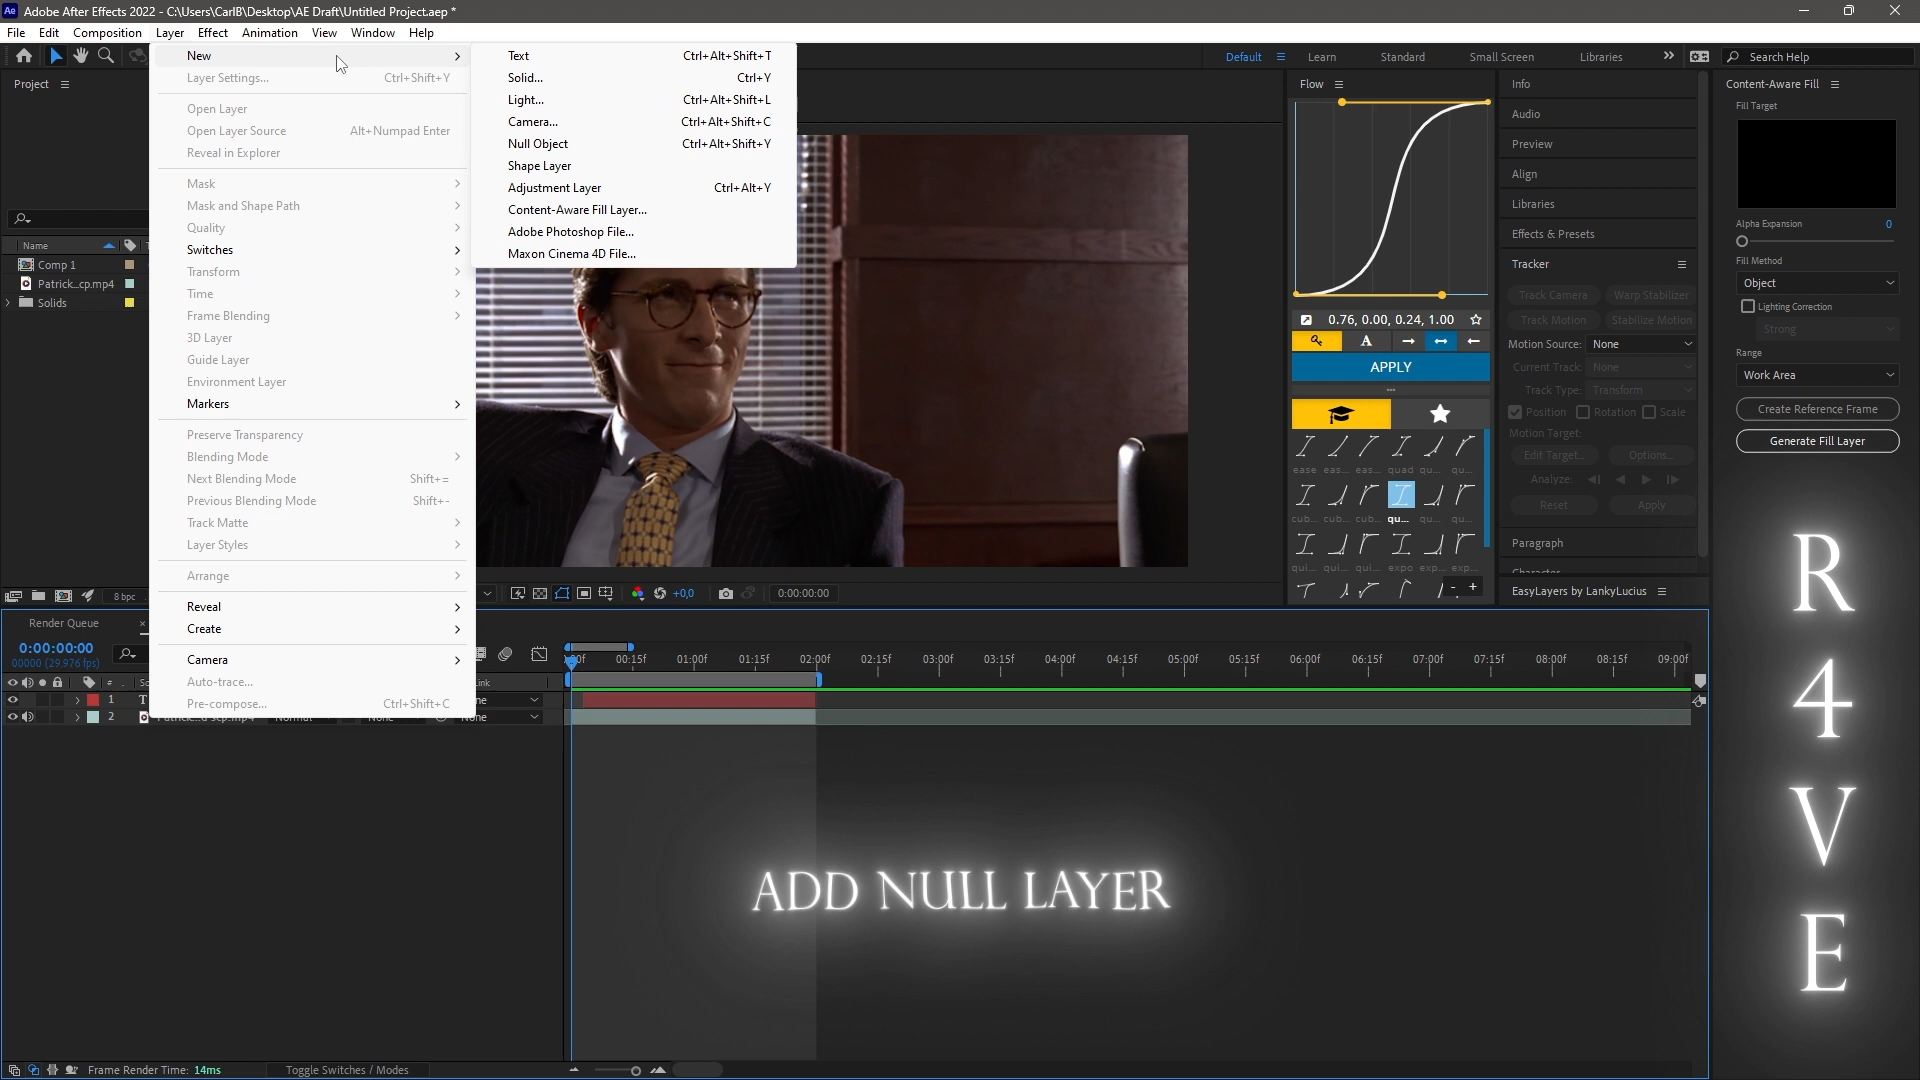 Ae Adobe After Effects 2022 - C:\Users\CarlB\Desktop\AE Draft\Untitled Project.aep *
File Edit Composition Layer Effect Animation View Window Help
Default Learn Standard Small Screen Libraries Search Help
Project
Name
Comp 1
Patrick...cp.mp4
Solids
8 bpc
New
Layer Settings... Ctrl+Shift+Y
Open Layer
Open Layer Source Alt+Numpad Enter
Reveal in Explorer
Mask
Mask and Shape Path
Quality
Switches
Transform
Time
Frame Blending
3D Layer
Guide Layer
Environment Layer
Markers
Preserve Transparency
Blending Mode
Next Blending Mode Shift+=
Previous Blending Mode Shift+-
Track Matte
Layer Styles
Arrange
Reveal
Create
Camera
Auto-trace...
Pre-compose... Ctrl+Shift+C
Text Ctrl+Alt+Shift+T
Solid... Ctrl+Y
Light... Ctrl+Alt+Shift+L
Camera... Ctrl+Alt+Shift+C
Null Object Ctrl+Alt+Shift+Y
Shape Layer
Adjustment Layer Ctrl+Alt+Y
Content-Aware Fill Layer...
Adobe Photoshop File...
Maxon Cinema 4D File...
+0,0 0:00:00:00
Flow
0.76, 0.00, 0.24, 1.00
A
APPLY
ease eas... eas... quad qu... qu...
cub... cub... cub... qu... qu... qu...
qui... qui... qui... expo exp... exp...
- +
Info
Audio
Preview
Align
Libraries
Effects & Presets
Tracker
Track Camera Warp Stabilizer
Track Motion Stabilize Motion
Motion Source: None
Current Track: None
Track Type: Transform
Position Rotation Scale
Motion Target:
Edit Target... Options...
Analyze:
Reset Apply
Paragraph
Character
EasyLayers by LankyLucius
Content-Aware Fill
Fill Target
Alpha Expansion 0
Fill Method
Object
Lighting Correction
Strong
Range
Work Area
Create Reference Frame
Generate Fill Layer
R
4
V
E
Render Queue
0:00:00:00
00000 (29.976 fps)
00:15f 01:00f 01:15f 02:00f 02:15f 03:00f 03:15f 04:00f 04:15f 05:00f 05:15f 06:00f 06:15f 07:00f 07:15f 08:00f 08:15f 09:00f
#
1 T
2 None
ADD NULL LAYER
Frame Render Time: 14ms Toggle Switches / Modes